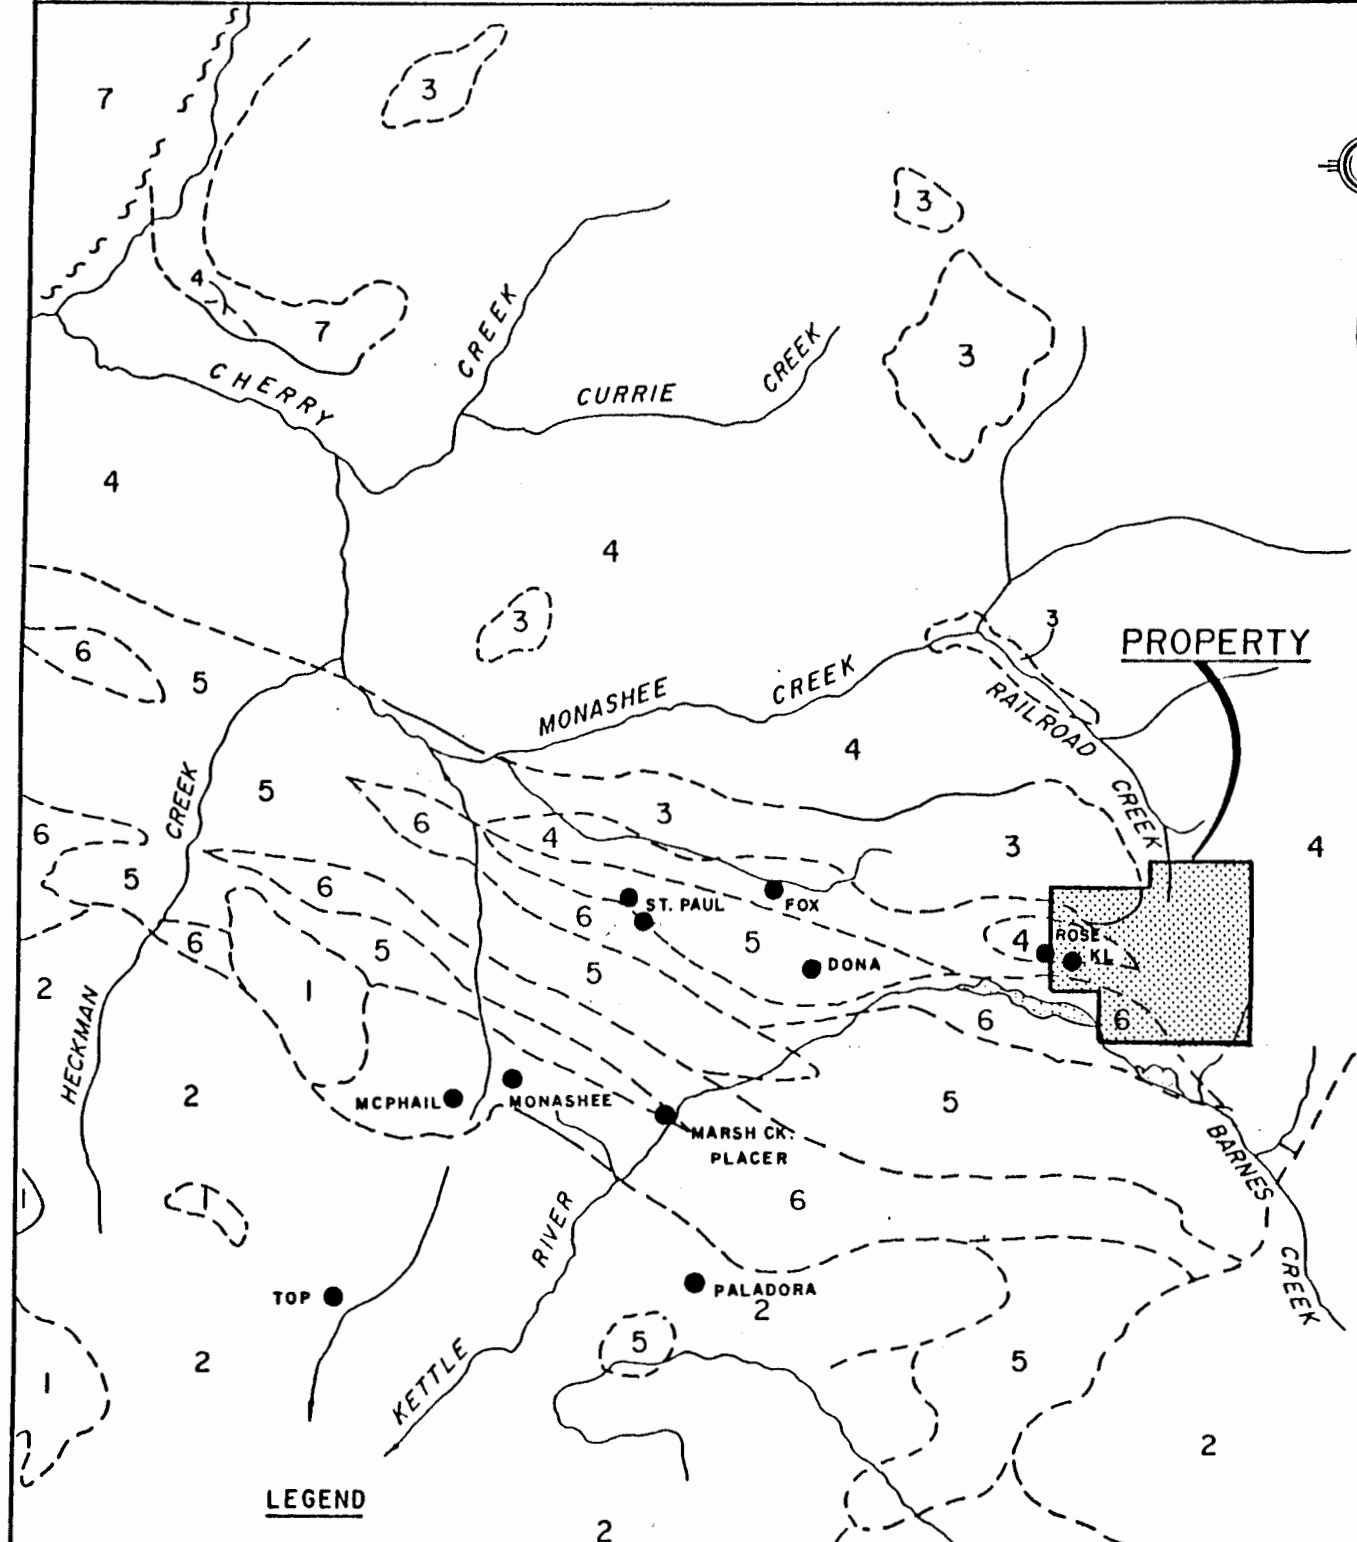 7
3
3
4
7
CREEK
3
CHERRY
CURRIE CREEK
4
4
3
3
PROPERTY
6
5
MONASHEE CREEK
RAILROAD CREEK
4
5
CREEK
6
3
4
6
4
3
5
6
6
ST. PAUL
FOX
5
4
ROSE
KL
6
5
5
DONA
2
HECKMAN
1
6
6
2
MCPHAIL
MONASHEE
5
MARSH CK.
PLACER
BARNES CREEK
1
1
6
RIVER
TOP
PALADORA
2
5
2
5
1
KETTLE
2
LEGEND
2